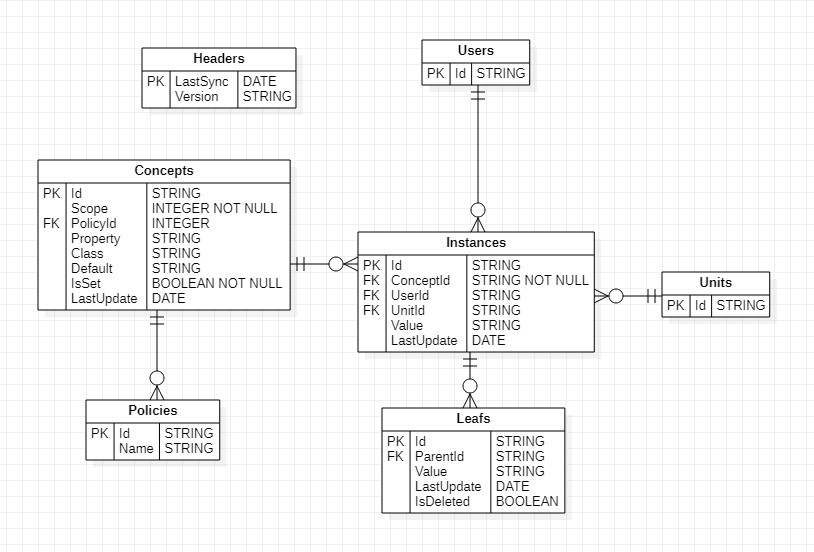 Headers
PK LastSync DATE
Version STRING
Users
PK Id STRING
Concepts
PK Id STRING
Scope INTEGER NOT NULL
FK PolicyId INTEGER
Property STRING
Class STRING
Default STRING
IsSet BOOLEAN NOT NULL
LastUpdate DATE
Instances
PK Id STRING
FK ConceptId STRING NOT NULL
FK UserId STRING
FK UnitId STRING
Value STRING
LastUpdate DATE
Units
PK Id STRING
Policies
PK Id STRING
Name STRING
Leafs
PK Id STRING
FK ParentId STRING
Value STRING
LastUpdate DATE
IsDeleted BOOLEAN